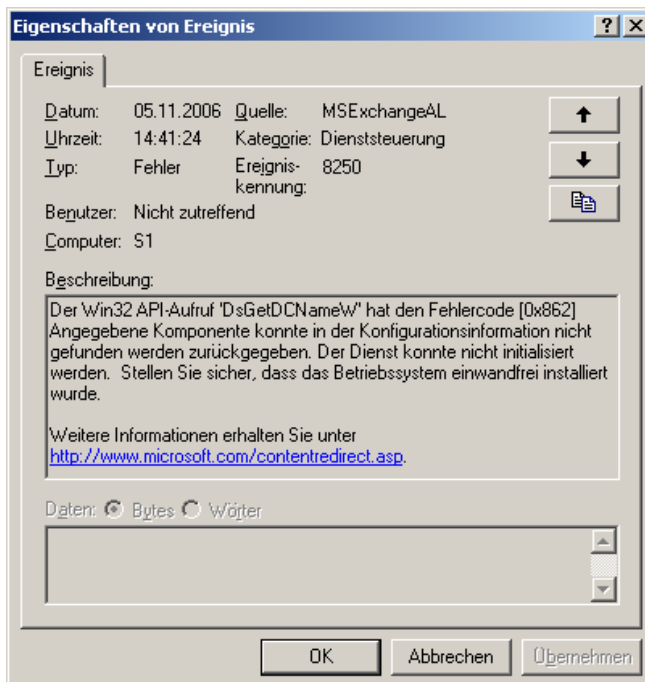 Eigenschaften von Ereignis
Ereignis
Datum: 05.11.2006 Quelle: MSExchangeAL
Uhrzeit: 14:41:24 Kategorie: Dienststeuerung
Typ: Fehler Ereignis-kennung: 8250
Benutzer: Nicht zutreffend
Computer: S1
Beschreibung:
Der Win32 API-Aufruf 'DsGetDCNameW' hat den Fehlercode [0x862]
Angegebene Komponente konnte in der Konfigurationsinformation nicht
gefunden werden zurückgegeben. Der Dienst konnte nicht initialisiert
werden.  Stellen Sie sicher, dass das Betriebssystem einwandfrei installiert
wurde.
Weitere Informationen erhalten Sie unter
http://www.microsoft.com/contentredirect.asp.
Daten: Bytes Wörter
OK Abbrechen Übernehmen